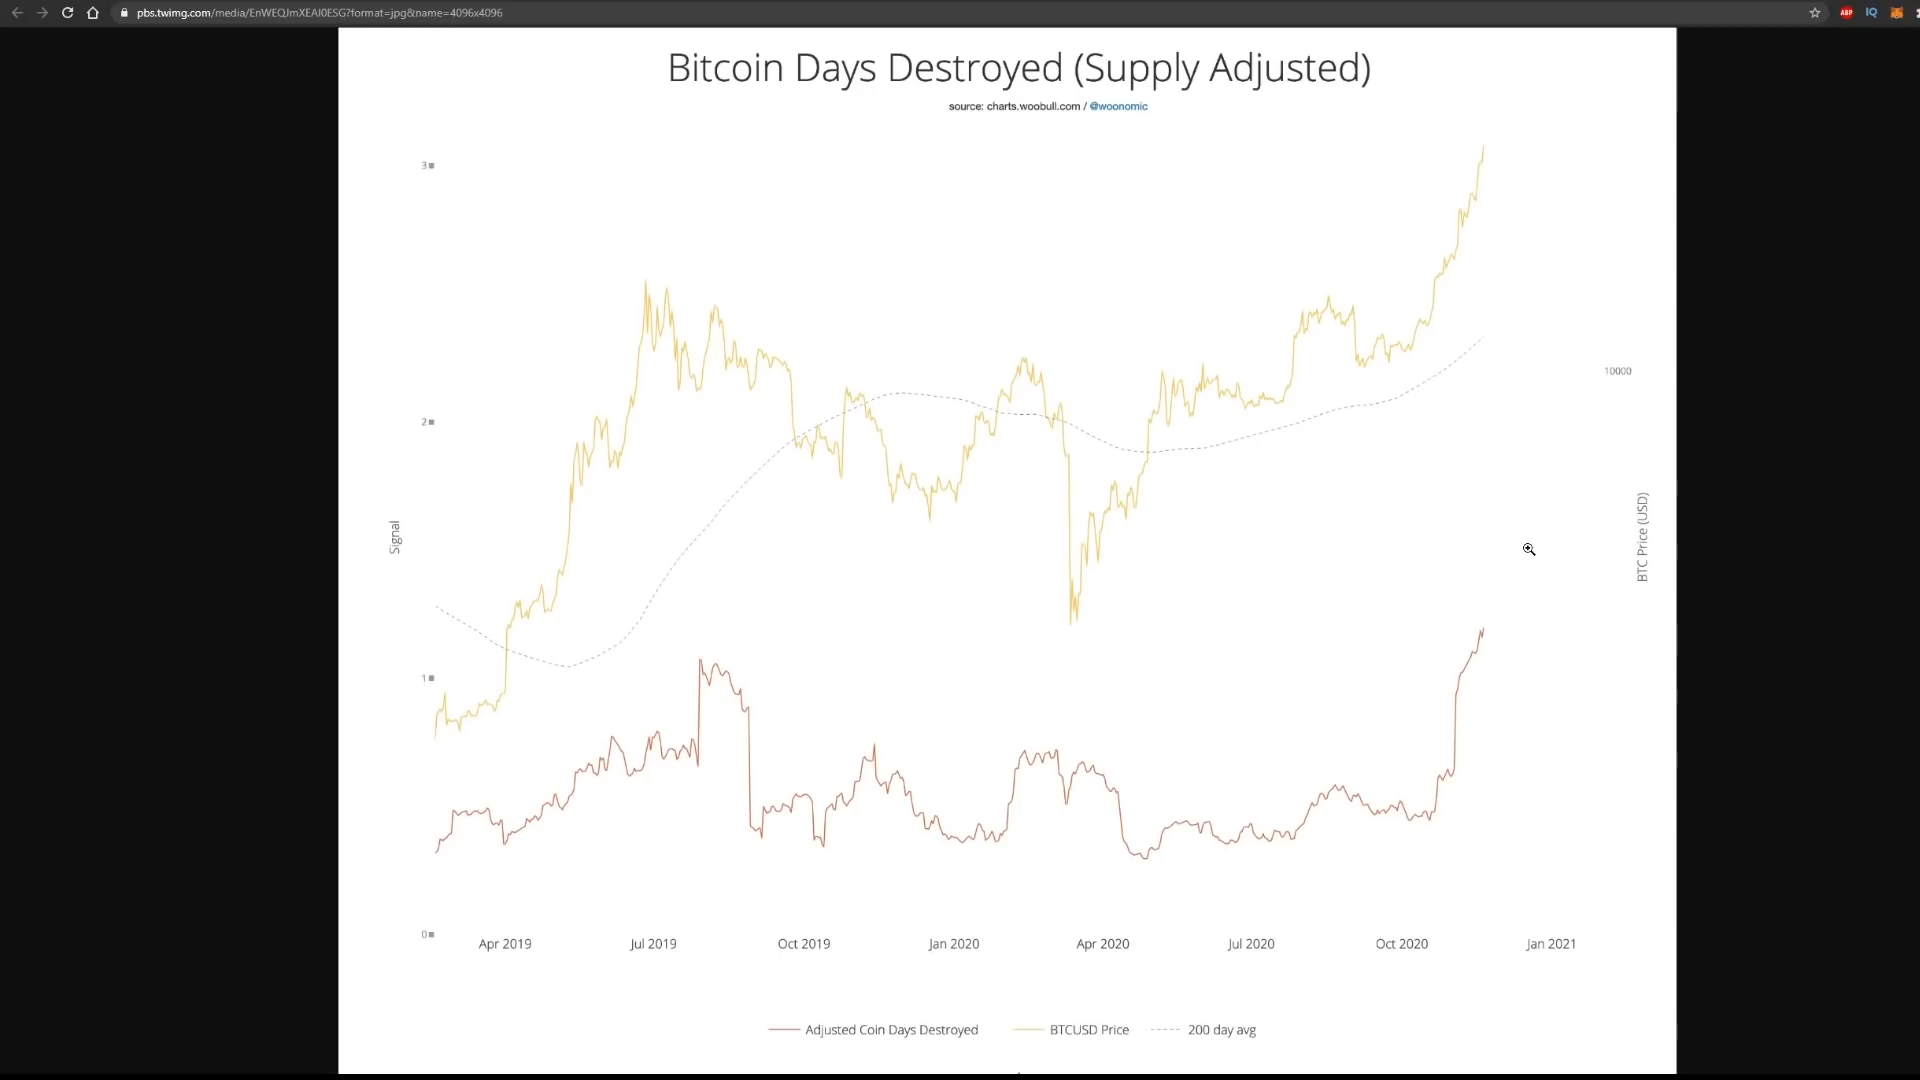 pbs.twimg.com/media/EnWEQJmXEAI0ESG?format=jpg&name=4096x4096
ABP
IQ
Bitcoin Days Destroyed (Supply Adjusted)
source: charts.woobull.com / @woonomic
3
2
1
0
Signal
10000
BTC Price (USD)
Apr 2019
Jul 2019
Oct 2019
Jan 2020
Apr 2020
Jul 2020
Oct 2020
Jan 2021
Adjusted Coin Days Destroyed
BTCUSD Price
200 day avg